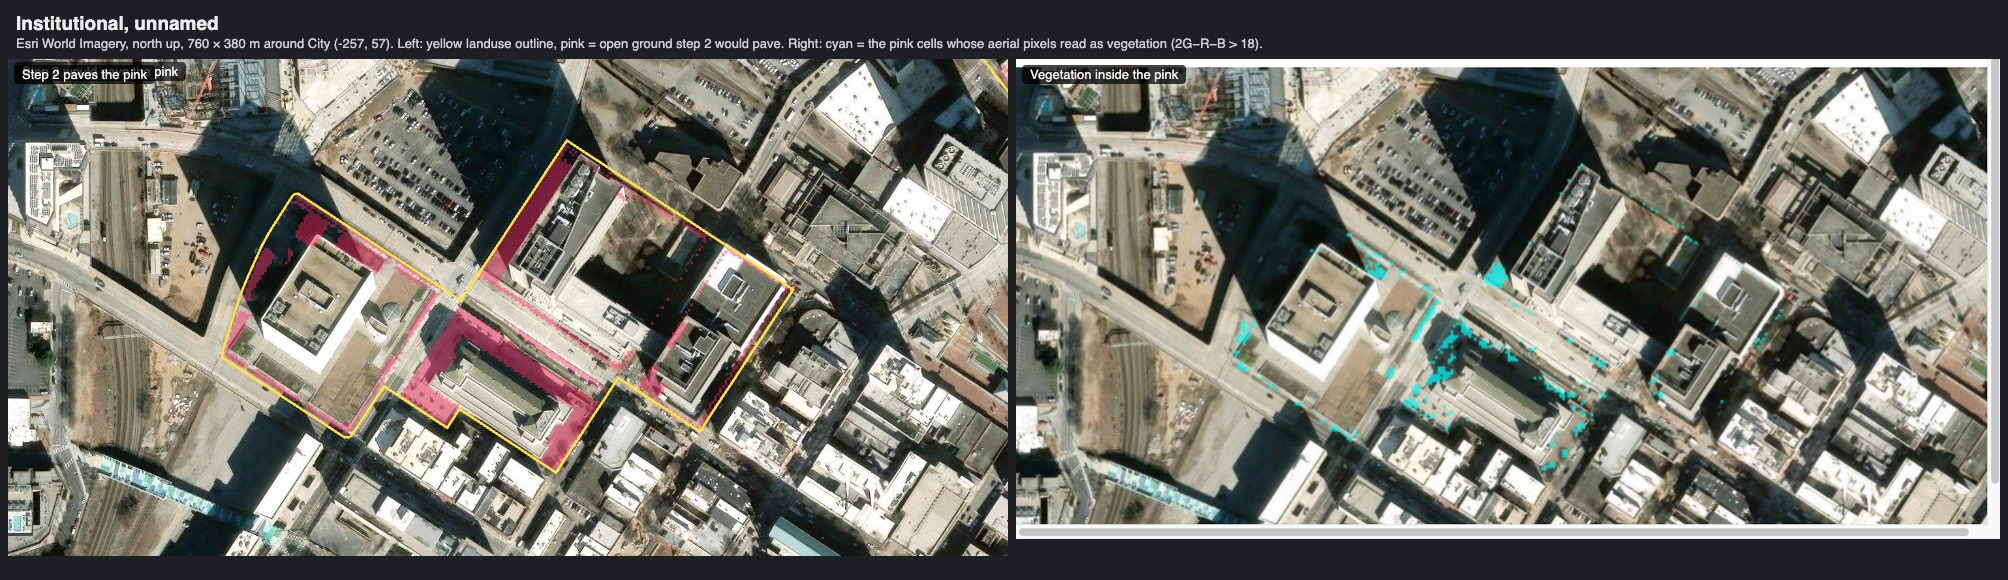 Institutional, unnamed
Esri World Imagery, north up, 760 × 380 m around City (-257, 57). Left: yellow landuse outline, pink = open ground step 2 would pave. Right: cyan = the pink cells whose aerial pixels read as vegetation (2G−R−B > 18).
Step 2 paves the pink pink
Vegetation inside the pink